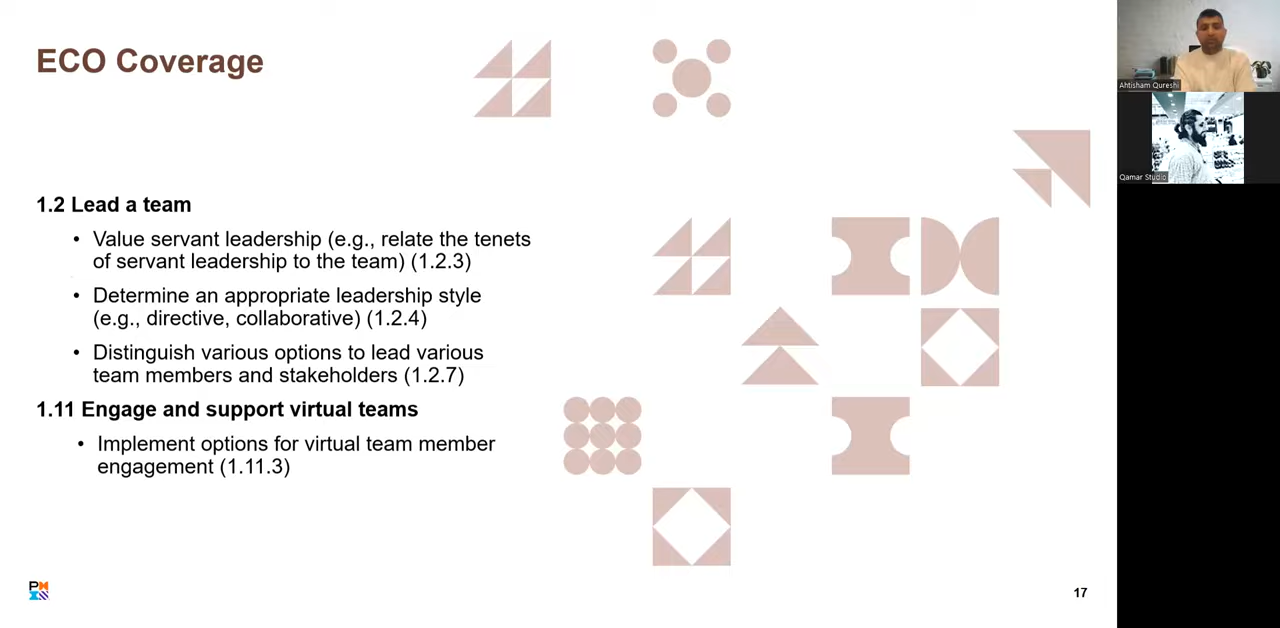 ECO Coverage
1.2 Lead a team
• Value servant leadership (e.g., relate the tenets
of servant leadership to the team) (1.2.3)
• Determine an appropriate leadership style
(e.g., directive, collaborative) (1.2.4)
• Distinguish various options to lead various
team members and stakeholders (1.2.7)
1.11 Engage and support virtual teams
• Implement options for virtual team member
engagement (1.11.3)
17
Ahtisham Qureshi
Qamar Studio